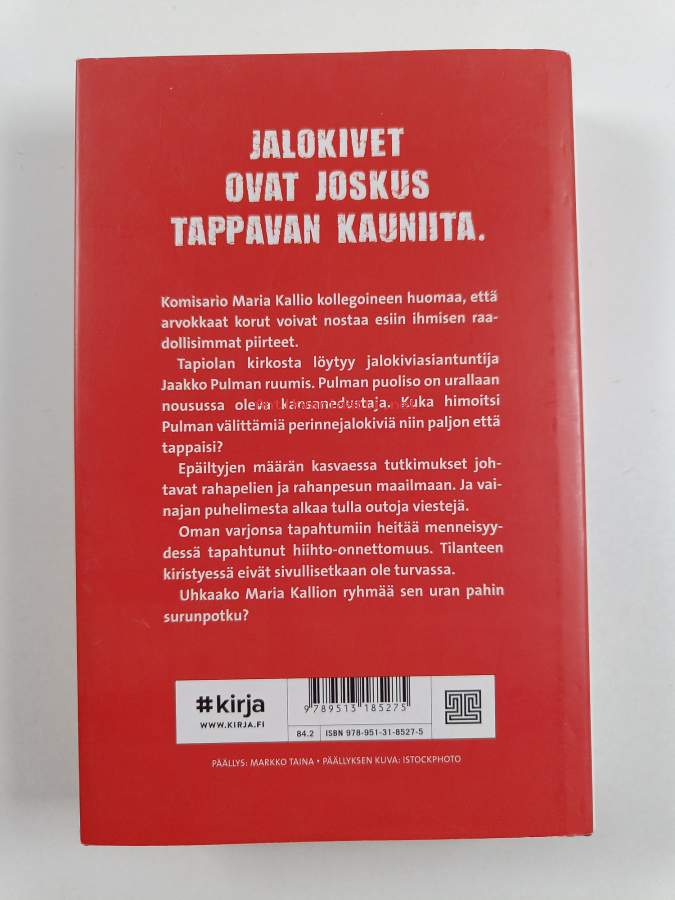 JALOKIVET
OVAT JOSKUS
TAPPAVAN KAUNIITA.
Komisario Maria Kallio kollegoineen huomaa, että
arvokkaat korut voivat nostaa esiin ihmisen raa-
dollisimmat piirteet.
Tapiolan kirkosta löytyy jalokiviasiantuntija
Jaakko Pulman ruumis. Pulman puoliso on urallaan
nousussa oleva kansanedustaja. Kuka himoitsi
Pulman välittämiä perinnejalokiviä niin paljon että
tappaisi?
Epäiltyjen määrän kasvaessa tutkimukset joh-
tavat rahapelien ja rahanpesun maailmaan. Ja vai-
najan puhelimesta alkaa tulla outoja viestejä.
Oman varjonsa tapahtumiin heitää menneisyy-
dessä tapahtunut hiihto-onnettomuus. Tilanteen
kiristyessä eivät sivullisetkaan ole turvassa.
Uhkaako Maria Kallion ryhmää sen uran pahin
surunpotku?
#kirja
WWW.KIRJA.FI
9 789513 185275
84.2
ISBN 978-951-31-8527-5
PÄÄLLYS: MARKKO TAINA • PÄÄLLYKSEN KUVA: ISTOCKPHOTO